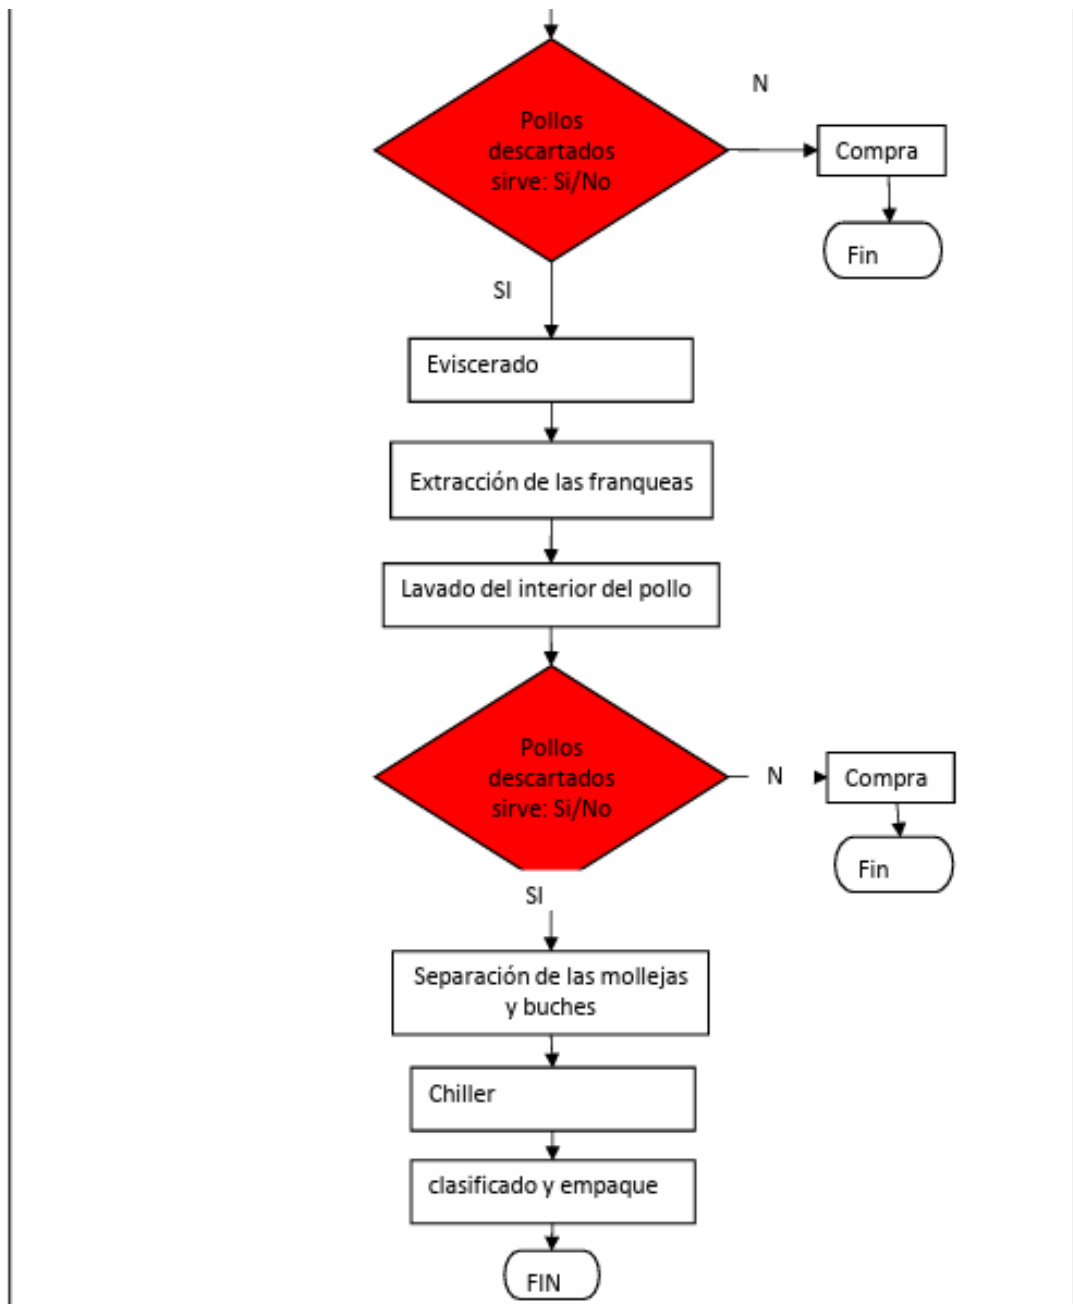 N
Pollos
descartados
sirve: Si/No
Compra
Fin
SI
Eviscerado
Extracción de las franqueas
Lavado del interior del pollo
Pollos
descartados
sirve: Si/No
N
Compra
Fin
SI
Separación de las mollejas
y buches
Chiller
clasificado y empaque
FIN